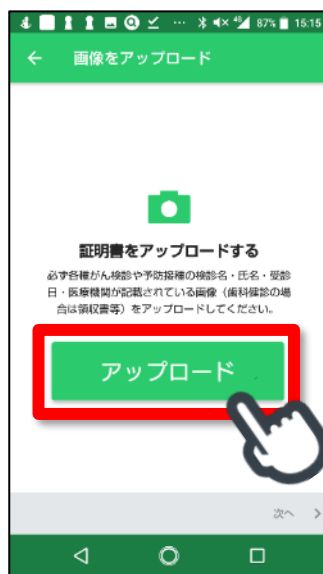 87% 15:15
← 画像をアップロード
証明書をアップロードする
必ず各種がん検診や予防接種の検診名・氏名・受診
日・医療機関が記載されている画像（歯科健診の場
合は領収書等）をアップロードしてください。
アップロード
次へ >